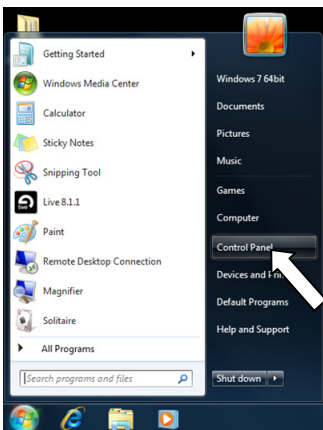 Getting Started
Windows Media Center
Calculator
Sticky Notes
Snipping Tool
Live 8.1.1
Paint
Remote Desktop Connection
Magnifier
Solitaire
All Programs
Search programs and files
Windows 7 64bit
Documents
Pictures
Music
Games
Computer
Control Panel
Devices and
Default Programs
Help and Support
Shut down